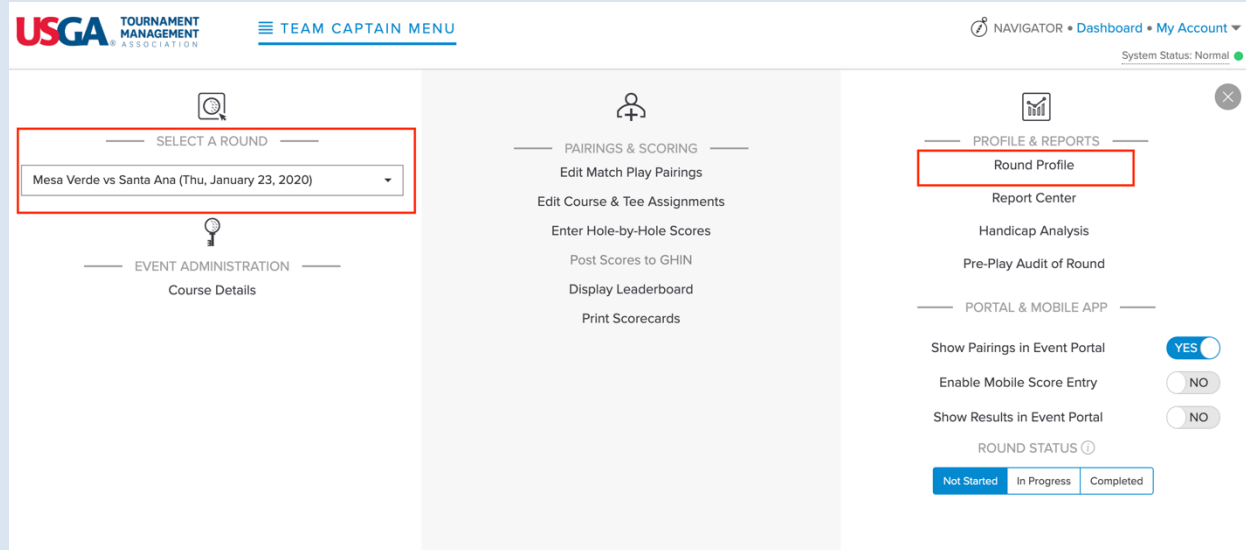 USGA® TOURNAMENT
MANAGEMENT
ASSOCIATION
TEAM CAPTAIN MENU
NAVIGATOR • Dashboard • My Account
System Status: Normal
SELECT A ROUND
Mesa Verde vs Santa Ana (Thu, January 23, 2020)
EVENT ADMINISTRATION
Course Details
PAIRINGS & SCORING
Edit Match Play Pairings
Edit Course & Tee Assignments
Enter Hole-by-Hole Scores
Post Scores to GHIN
Display Leaderboard
Print Scorecards
PROFILE & REPORTS
Round Profile
Report Center
Handicap Analysis
Pre-Play Audit of Round
PORTAL & MOBILE APP
Show Pairings in Event Portal YES
Enable Mobile Score Entry NO
Show Results in Event Portal NO
ROUND STATUS
Not Started In Progress Completed